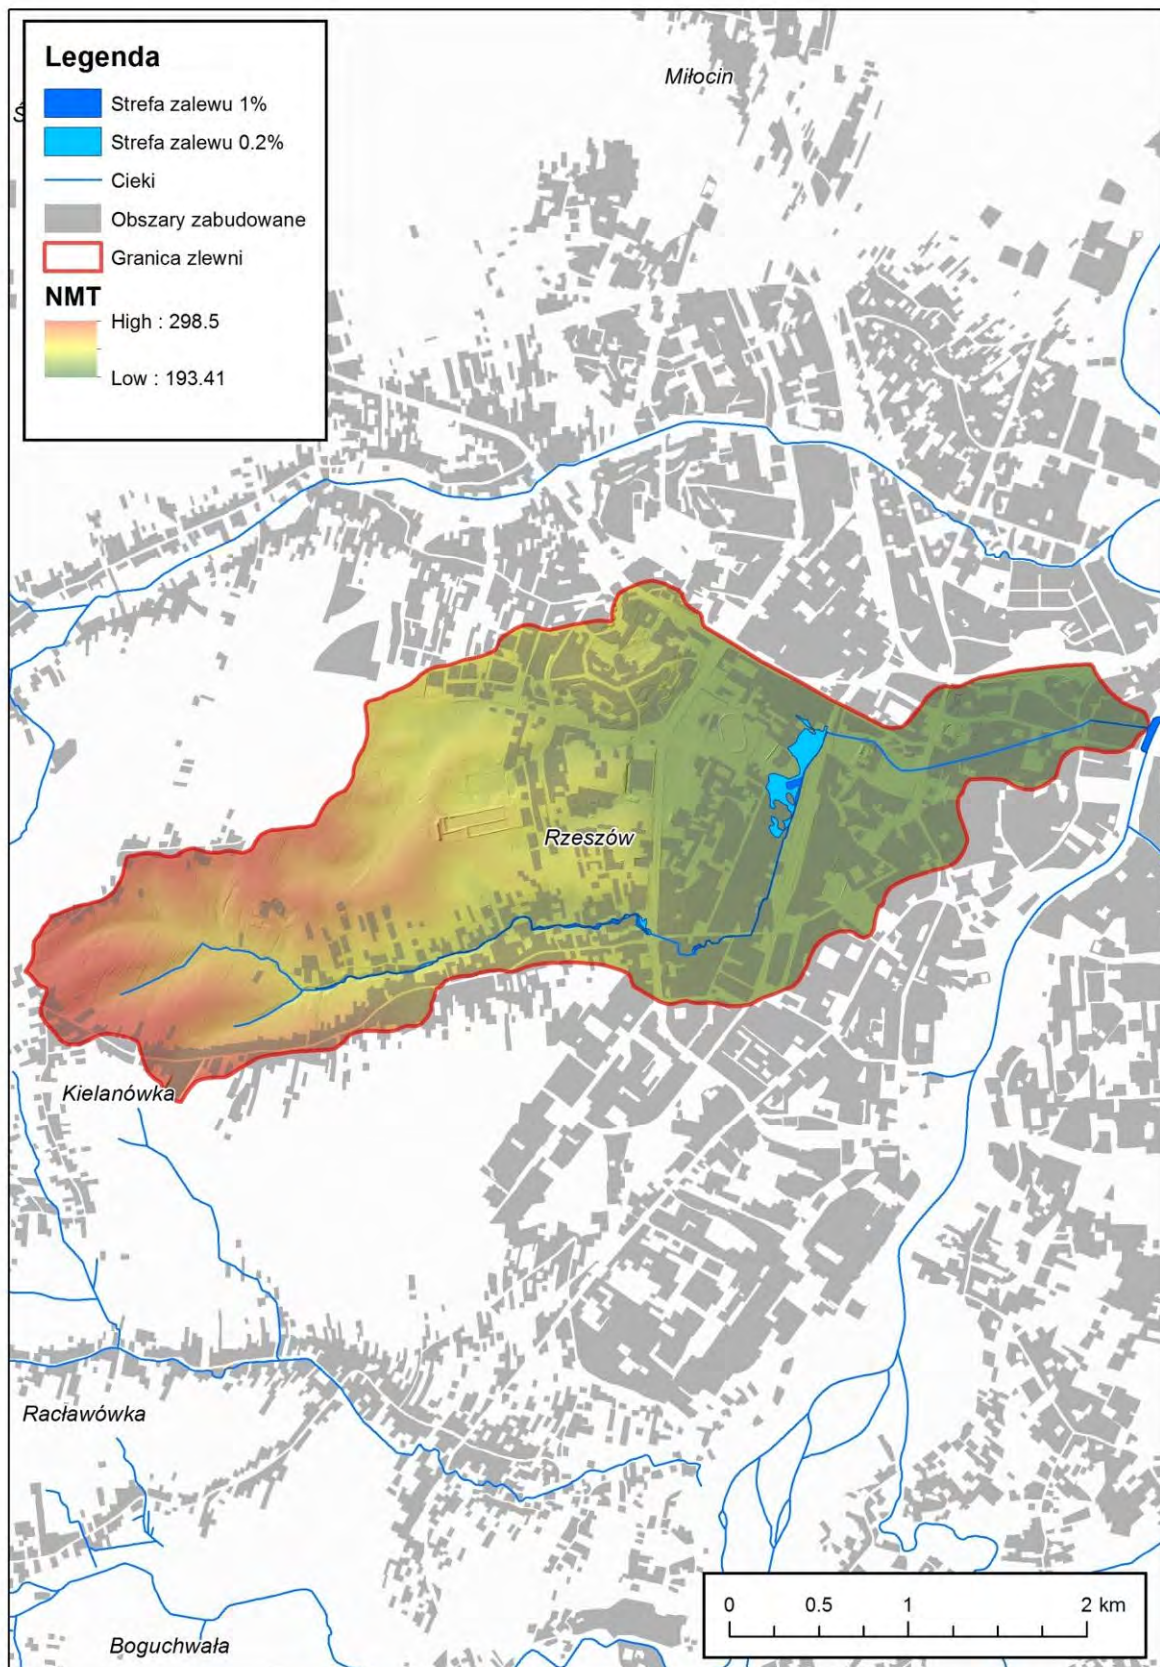 Legenda
Strefa zalewu 1%
Strefa zalewu 0.2%
Cieki
Obszary zabudowane
Granica zlewni
NMT
High : 298.5
Low : 193.41
Miłocin
Ś
Rzeszów
Kielanówka
Racławówka
Boguchwała
0 0.5 1 2 km